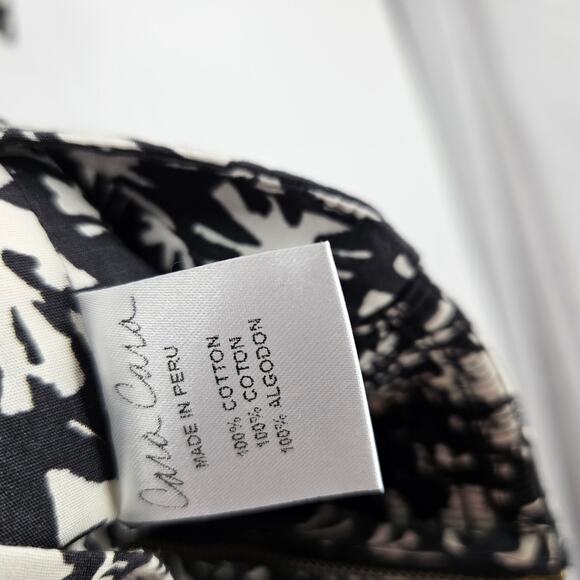 Cara Cara
MADE IN PERU
100% COTTON
100% COTON
100% ALGODON